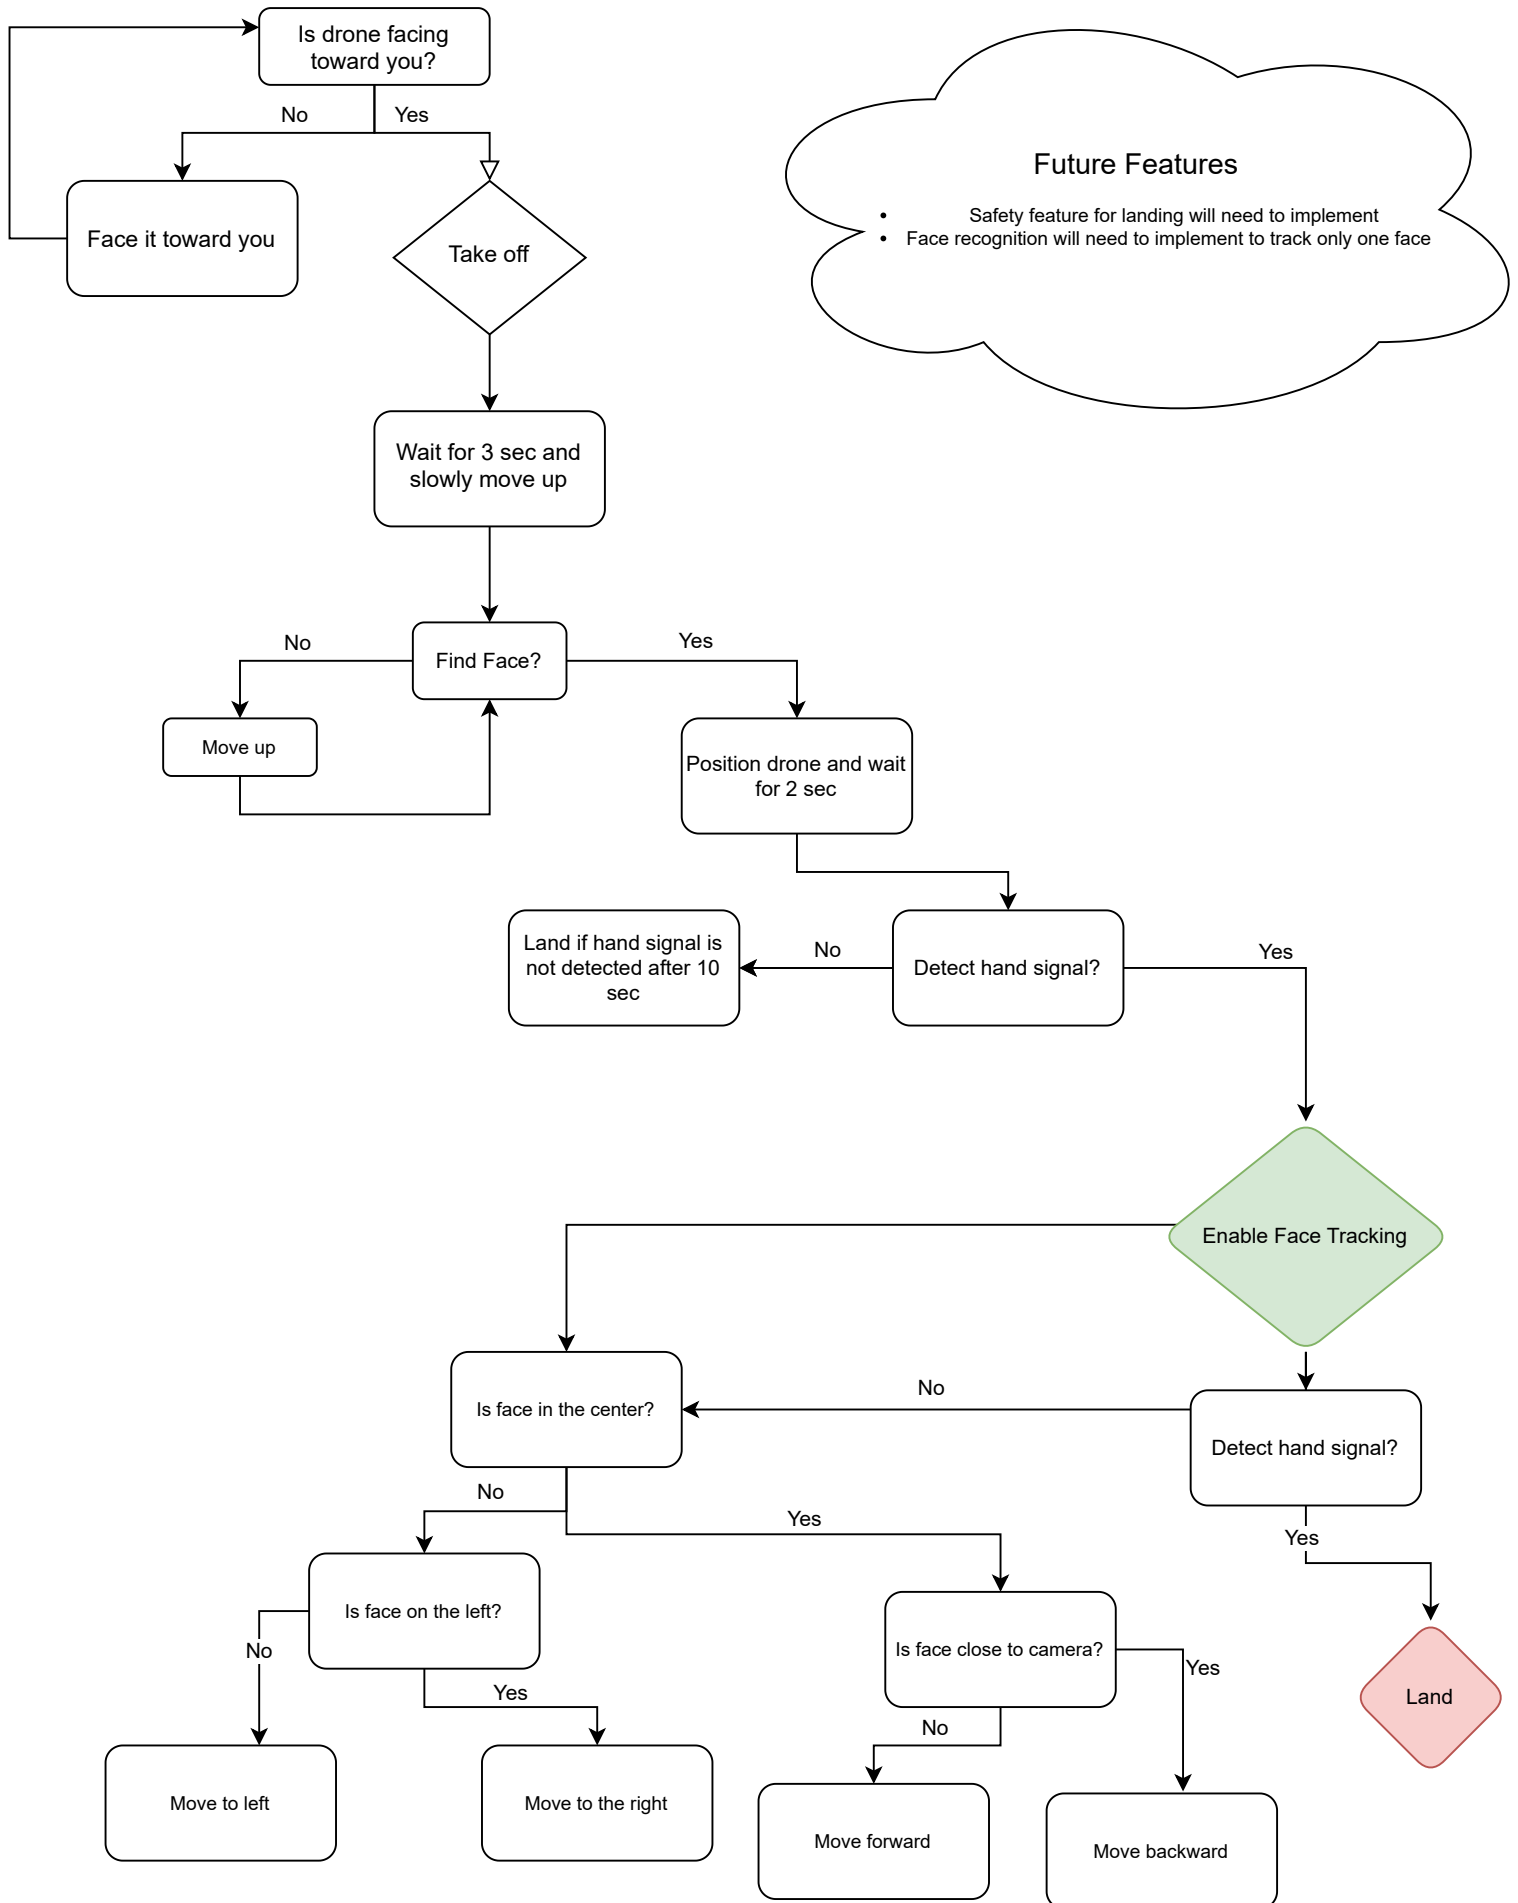 Is drone facing
toward you?
No
Yes
Face it toward you
Take off
Future Features
• Safety feature for landing will need to implement
• Face recognition will need to implement to track only one face
Wait for 3 sec and
slowly move up
Find Face?
No
Yes
Move up
Position drone and wait
for 2 sec
Land if hand signal is
not detected after 10
sec
No
Detect hand signal?
Yes
Enable Face Tracking
Is face in the center?
No
Detect hand signal?
No
Yes
Yes
Is face on the left?
Is face close to camera?
No
Yes
Yes
No
Land
Move to left
Move to the right
Move forward
Move backward